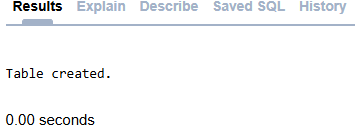 Results Explain Describe Saved SQL History
Table created.
0.00 seconds